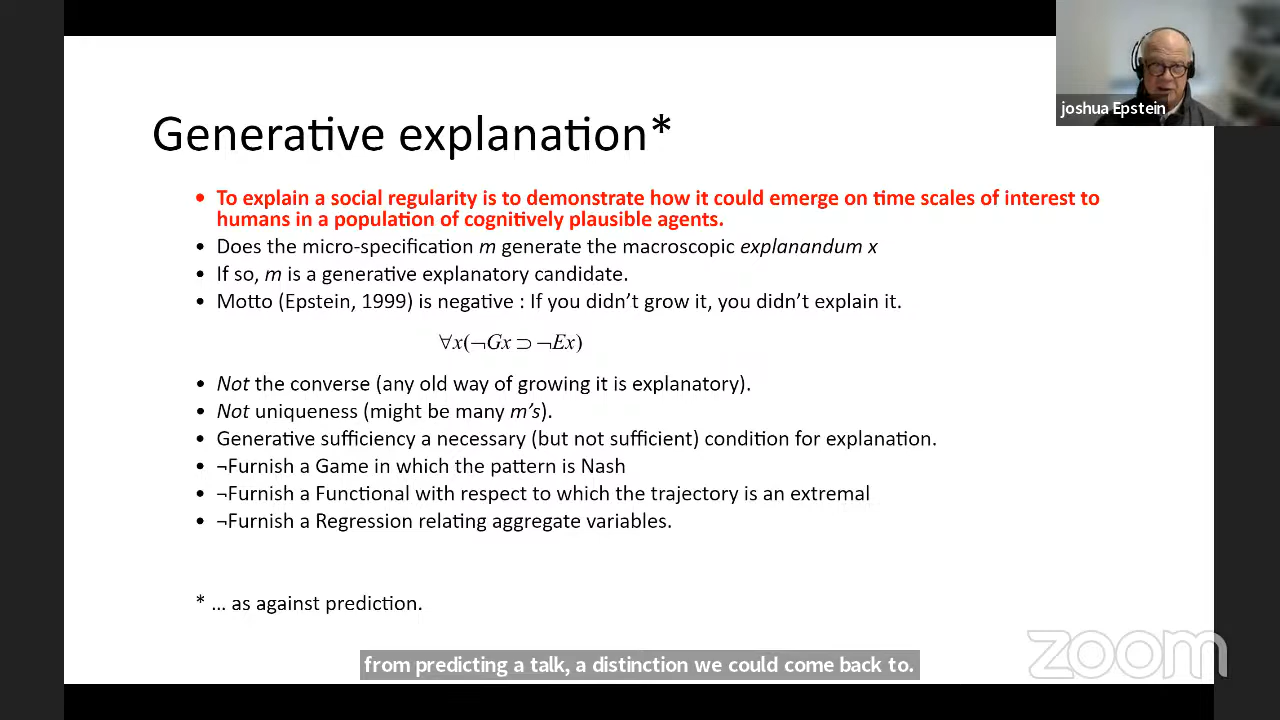 joshua Epstein
Generative explanation*
• To explain a social regularity is to demonstrate how it could emerge on time scales of interest to
humans in a population of cognitively plausible agents.
• Does the micro-specification m generate the macroscopic explanandum x
• If so, m is a generative explanatory candidate.
• Motto (Epstein, 1999) is negative : If you didn’t grow it, you didn’t explain it.
∀x(¬Gx ⊃ ¬Ex)
• Not the converse (any old way of growing it is explanatory).
• Not uniqueness (might be many m’s).
• Generative sufficiency a necessary (but not sufficient) condition for explanation.
• ¬Furnish a Game in which the pattern is Nash
• ¬Furnish a Functional with respect to which the trajectory is an extremal
• ¬Furnish a Regression relating aggregate variables.
* ... as against prediction.
from predicting a talk, a distinction we could come back to.
zoom